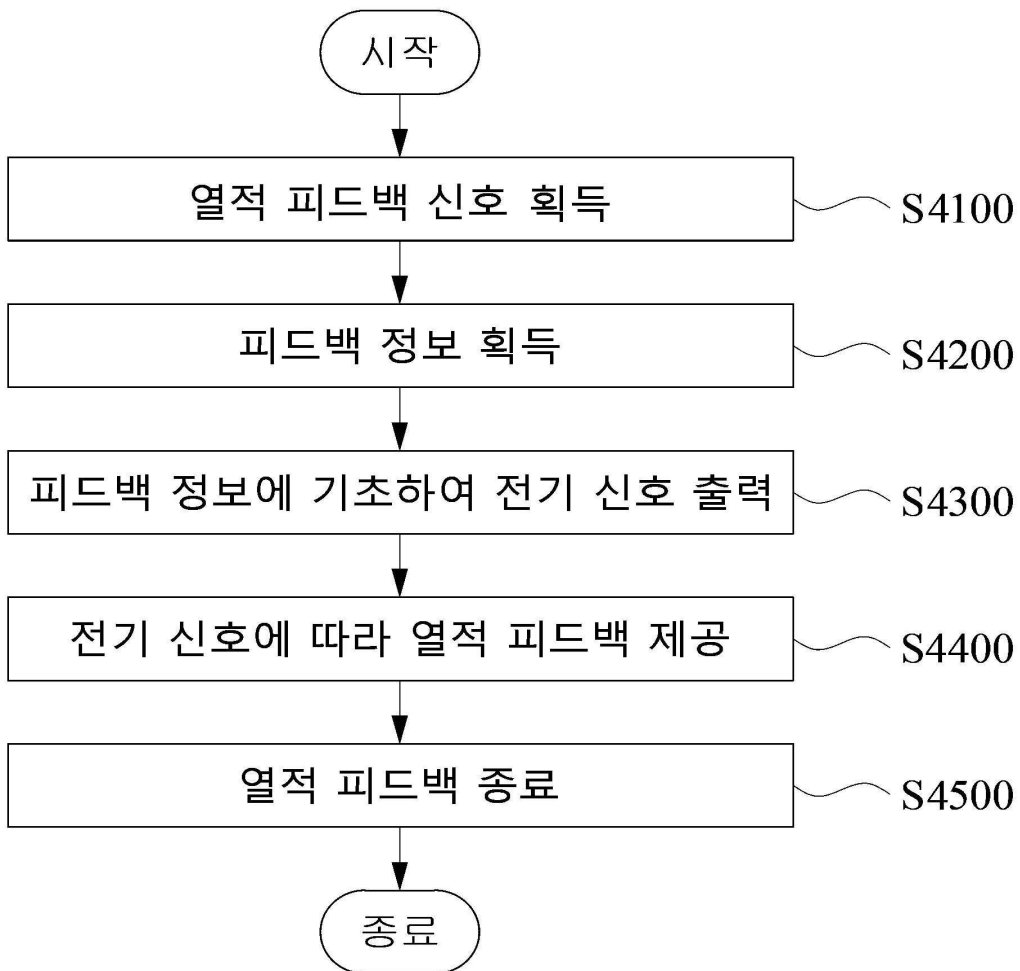 시작
열적 피드백 신호 획득
S4100
피드백 정보 획득
S4200
피드백 정보에 기초하여 전기 신호 출력
S4300
전기 신호에 따라 열적 피드백 제공
S4400
열적 피드백 종료
S4500
종료